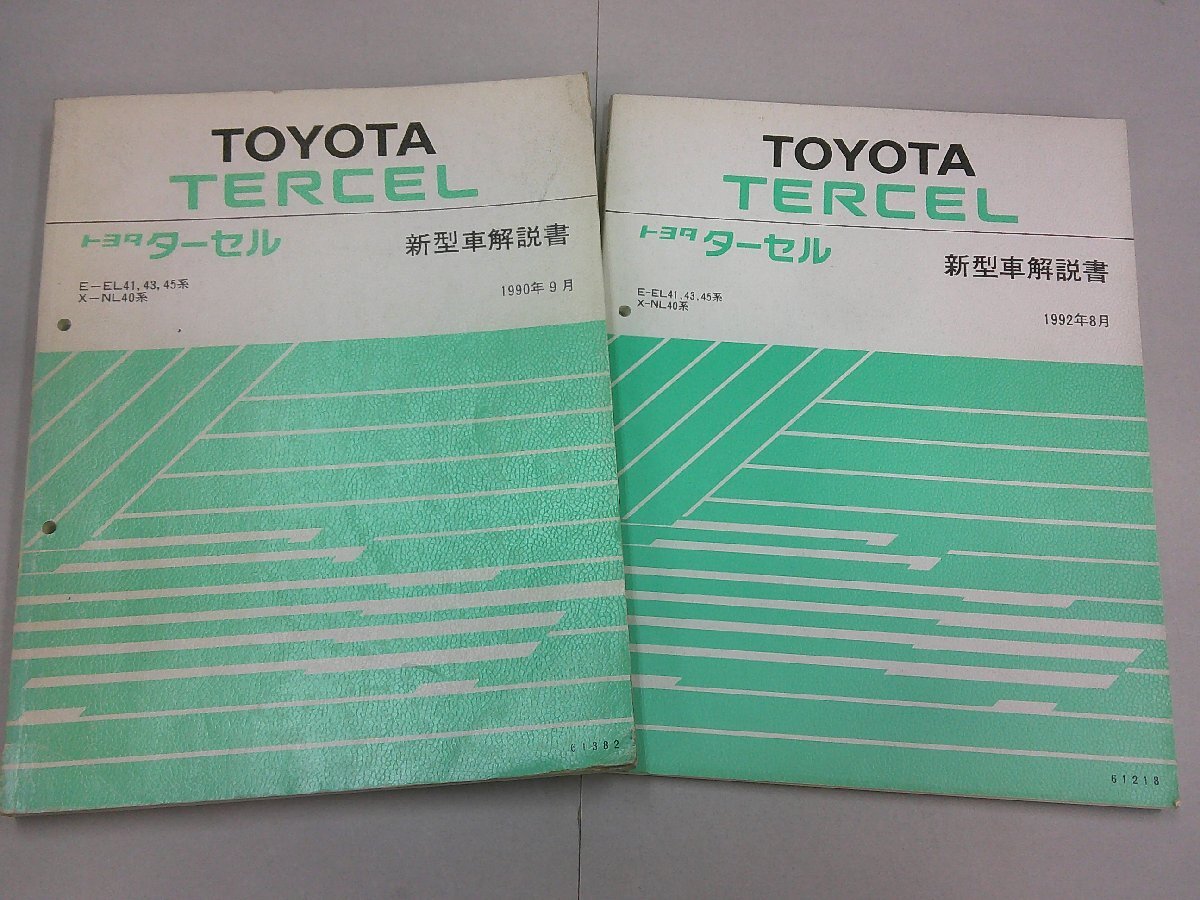 TOYOTA
TERCEL
トヨタ ターセル
新型車解説書
E-EL41, 43, 45系
X-NL40系
1990年9月
61382
TOYOTA
TERCEL
トヨタ ターセル
新型車解説書
E-EL41, 43, 45系
X-NL40系
1992年8月
61218